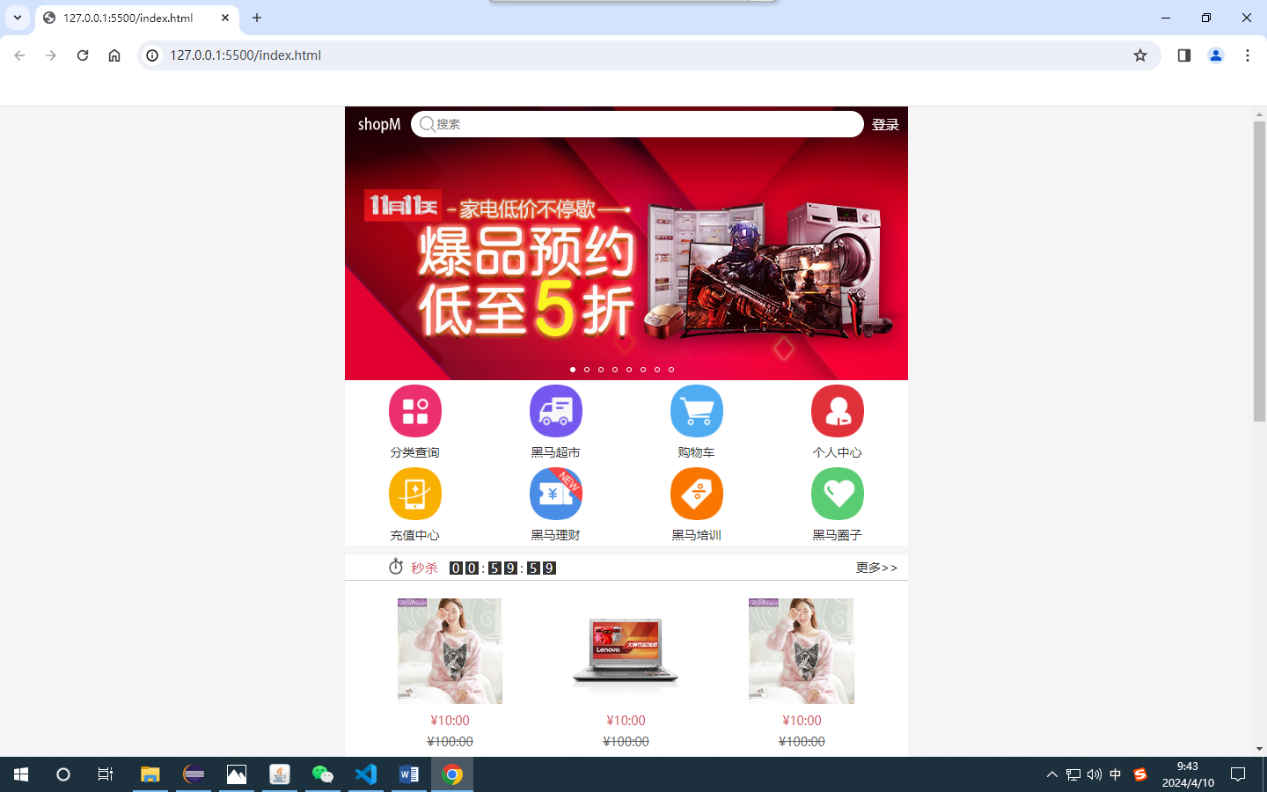 127.0.0.1:5500/index.html
127.0.0.1:5500/index.html
shopM
搜索
登录
11月11天
家电低价不停歇
爆品预约
低至5折
分类查询
黑马超市
购物车
个人中心
NEW
充值中心
黑马理财
黑马培训
黑马圈子
秒杀 00:59:59 更多>>
Lenovo
¥10:00 ¥10:00 ¥10:00
¥100:00 ¥100:00 ¥100:00
中
9:43
2024/4/10